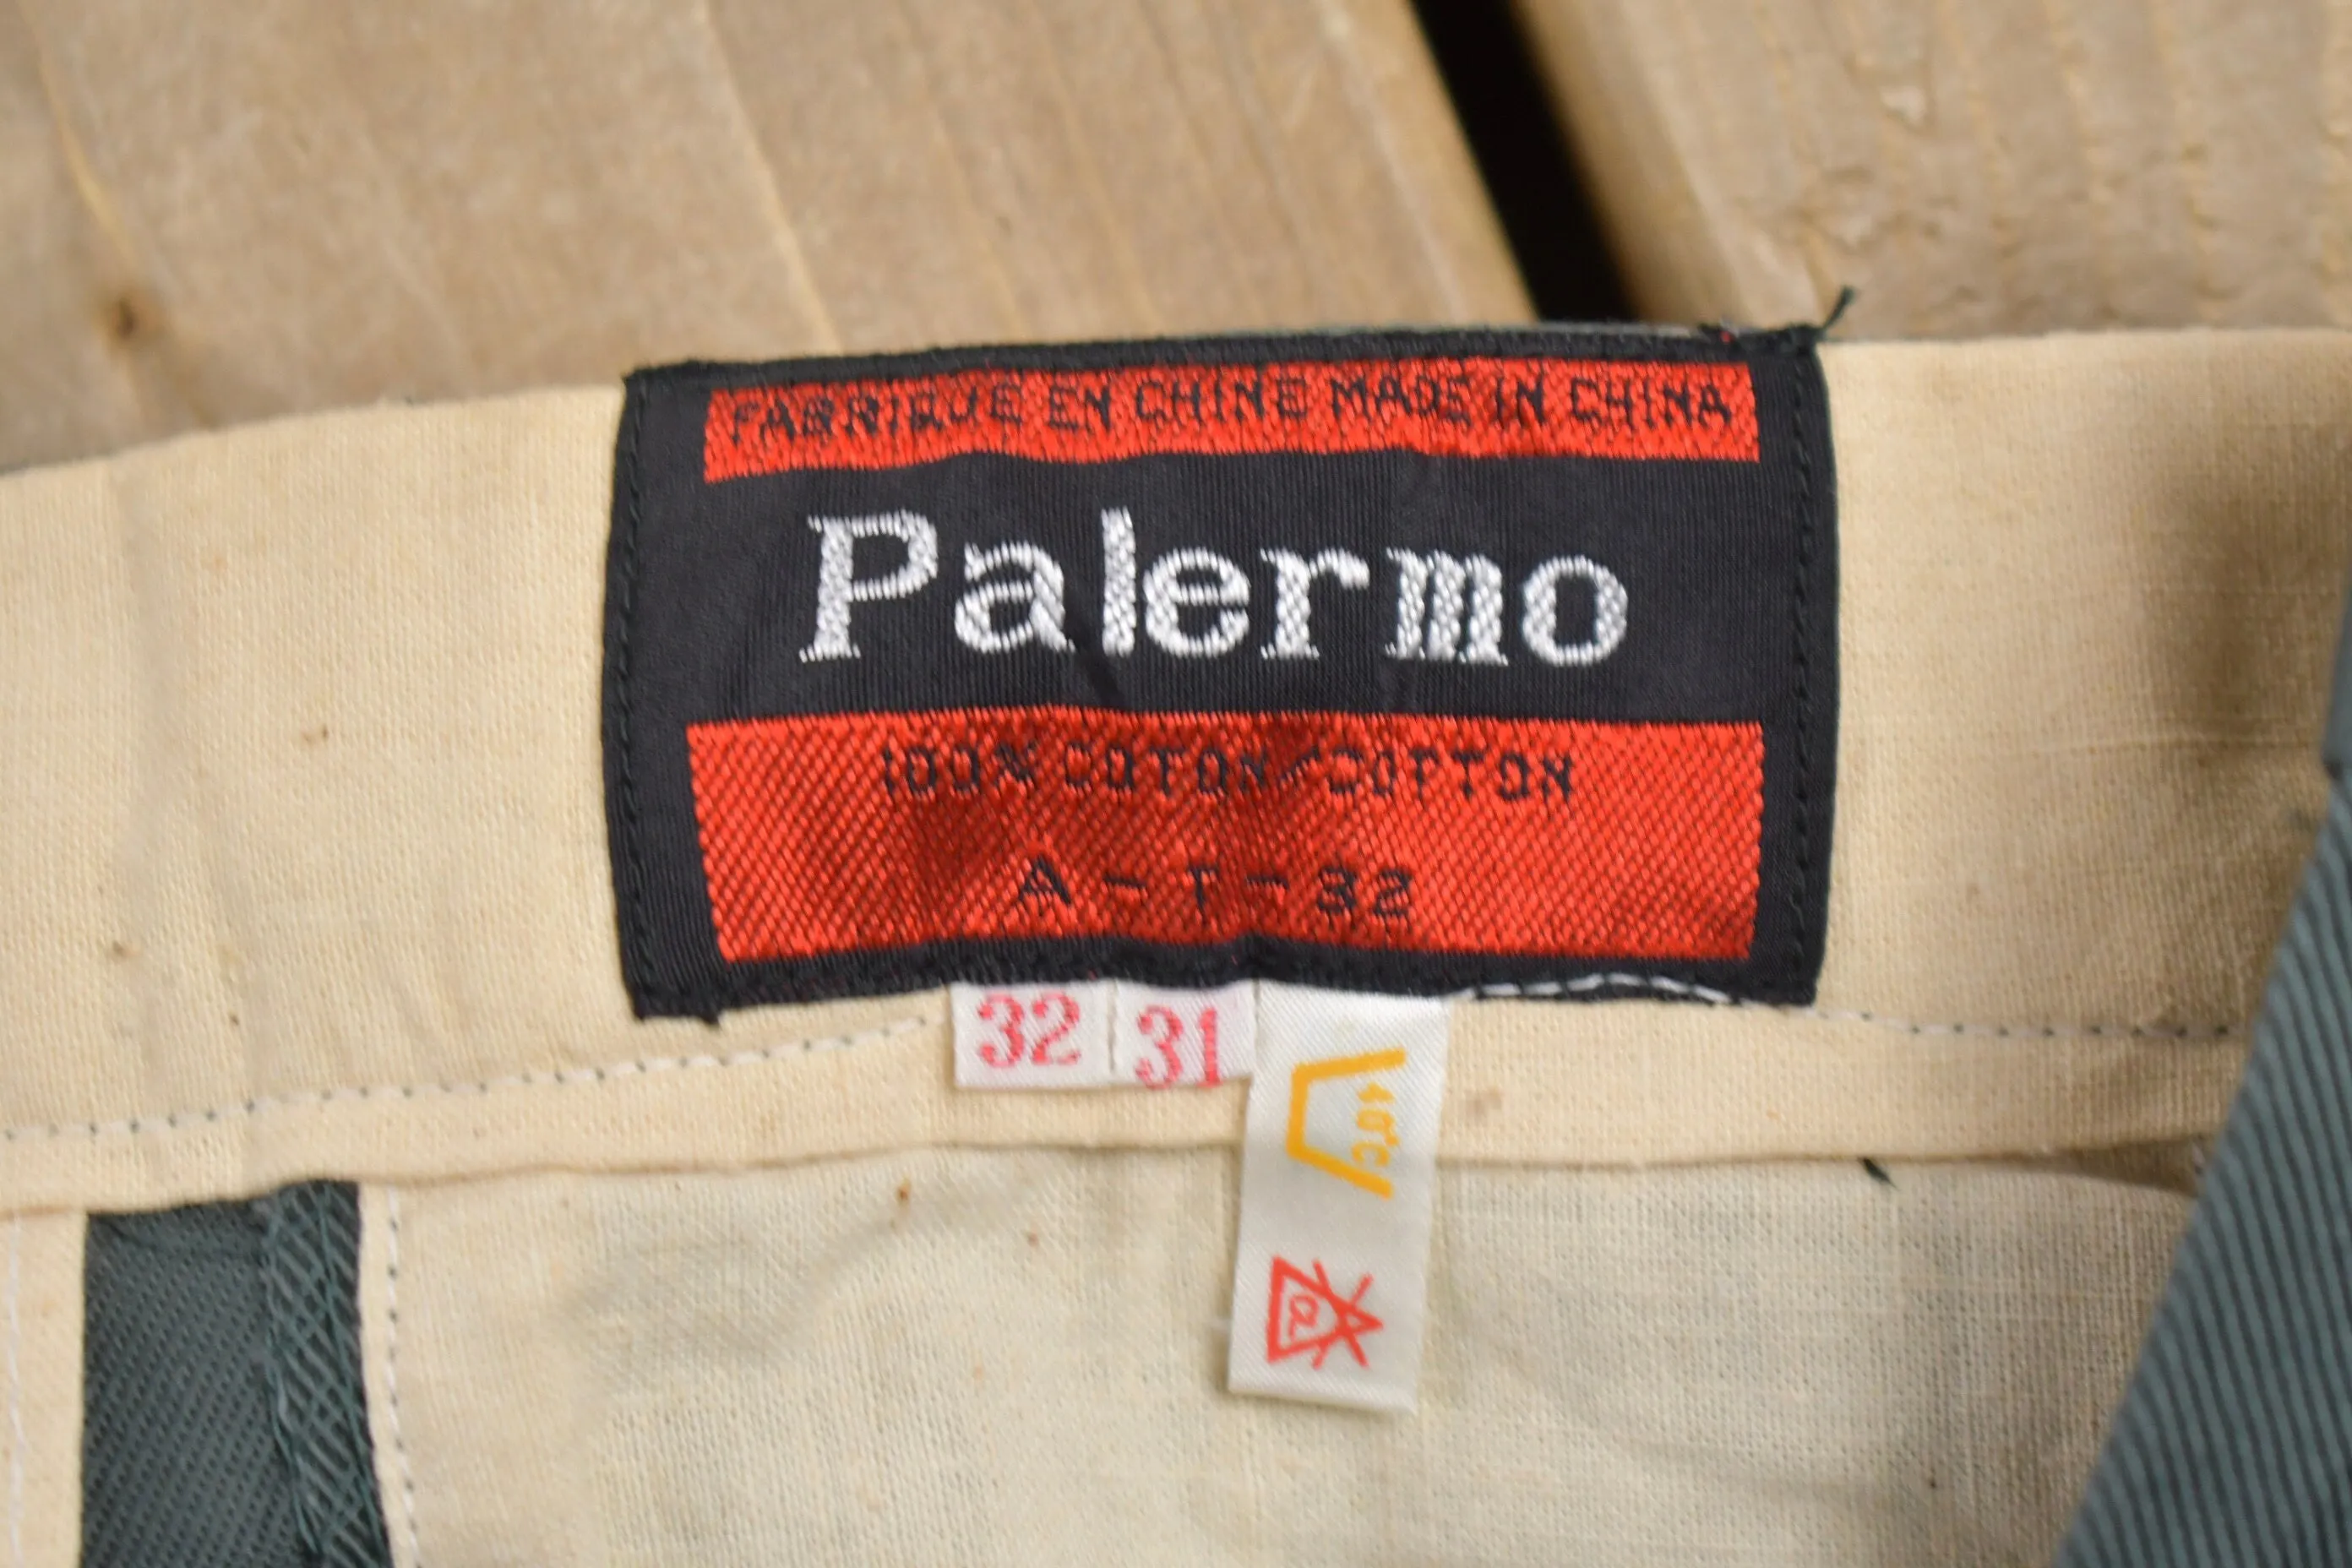 FABRIQUE EN CHINE MADE IN CHINA
Palermo
100% COTON/COTTON
A-T-32
32 31
40°C
a